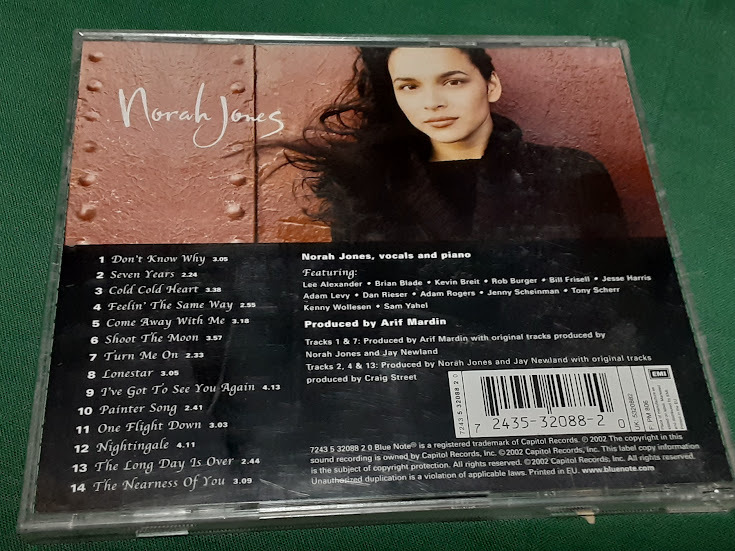 Norah Jones
1 Don't Know Why 3.05
2 Seven Years 2.24
3 Cold Cold Heart 3.38
4 Feelin' The Same Way 2.55
5 Come Away With Me 3.18
6 Shoot The Moon 3.57
7 Turn Me On 2.33
8 Lonestar 3.05
9 I've Got To See You Again 4.13
10 Painter Song 2.41
11 One Flight Down 3.03
12 Nightingale 4.11
13 The Long Day Is Over 2.44
14 The Nearness Of You 3.09
Norah Jones, vocals and piano
Featuring:
Lee Alexander • Brian Blade • Kevin Breit • Rob Burger • Bill Frisell • Jesse Harris
Adam Levy • Dan Rieser • Adam Rogers • Jenny Scheinman • Tony Scherr
Kenny Wollesen • Sam Yahel
Produced by Arif Mardin
Tracks 1 & 7: Produced by Arif Mardin with original tracks produced by
Norah Jones and Jay Newland
Tracks 2, 4 & 13: Produced by Norah Jones and Jay Newland with original tracks
produced by Craig Street
7243 5 32088 2 0
7 2435-32088-2 0
EMI
UK: 5320880
F: PM 806
7243 5 32088 2 0 Blue Note® is a registered trademark of Capitol Records. © 2002 The copyright in this
sound recording is owned by Capitol Records, Inc. ©2002 Capitol Records, Inc. This label copy information
is the subject of copyright protection. All rights reserved. ©2002 Capitol Records, Inc. All rights reserved.
Unauthorized duplication is a violation of applicable laws. Printed in EU. www.bluenote.com